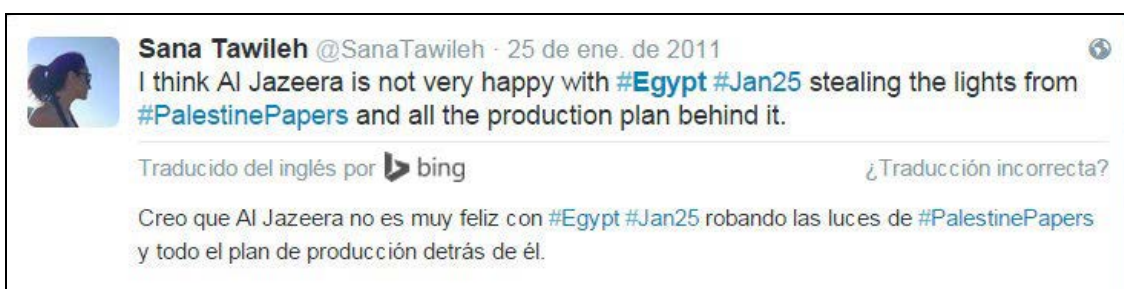 Sana Tawileh @SanaTawileh · 25 de ene. de 2011
I think Al Jazeera is not very happy with #Egypt #Jan25 stealing the lights from
#PalestinePapers and all the production plan behind it.
Traducido del inglés por bing ¿Traducción incorrecta?
Creo que Al Jazeera no es muy feliz con #Egypt #Jan25 robando las luces de #PalestinePapers
y todo el plan de producción detrás de él.